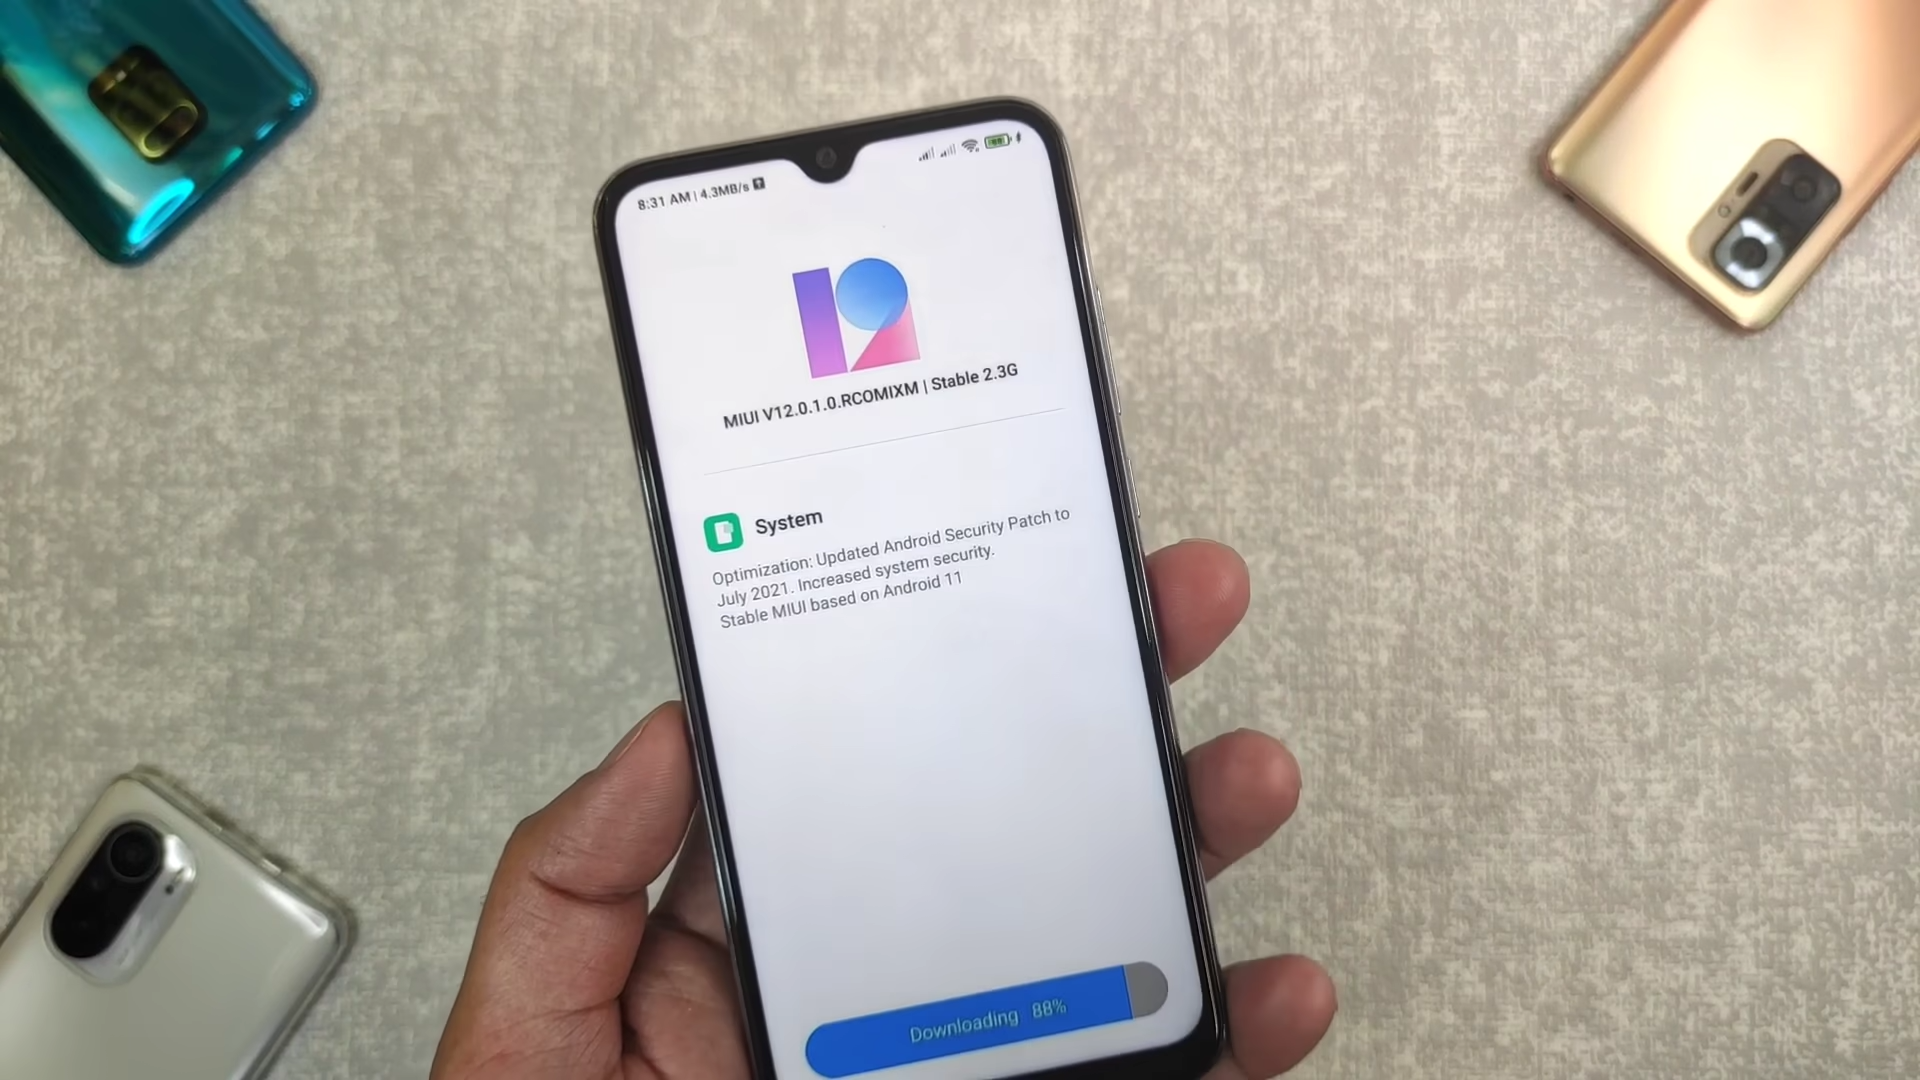 8:31 AM | 4.3MB/s
12
MIUI V12.0.1.0.RCOMIXM | Stable 2.3G
System
Optimization: Updated Android Security Patch to
July 2021. Increased system security.
Stable MIUI based on Android 11
Downloading 88%